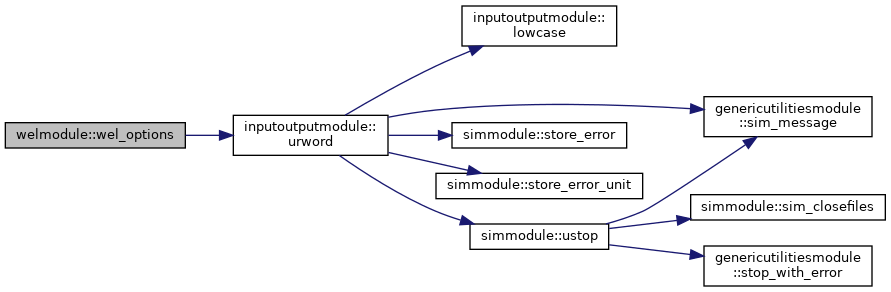 welmodule::wel_options
inputoutputmodule::
urword
inputoutputmodule::
lowcase
simmodule::store_error
simmodule::store_error_unit
simmodule::ustop
genericutilitiesmodule
::sim_message
simmodule::sim_closefiles
genericutilitiesmodule
::stop_with_error